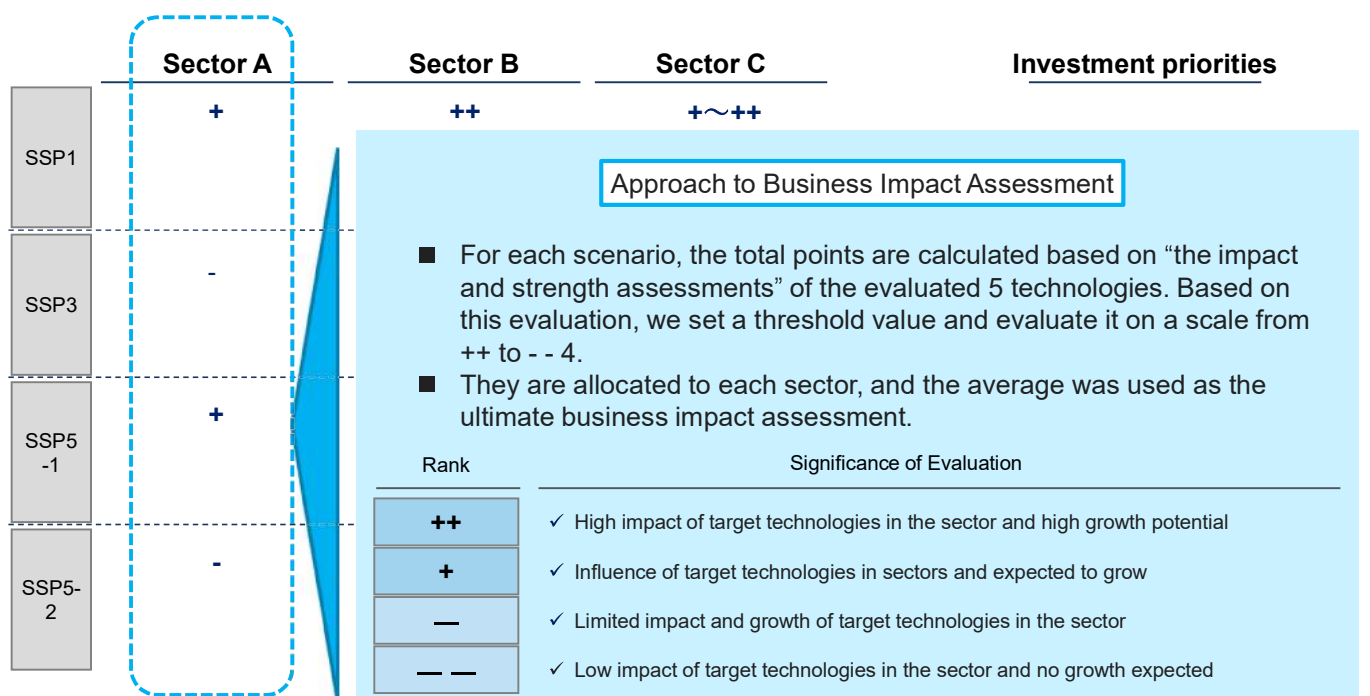 Sector A Sector B Sector C Investment priorities
SSP1
+ ++ +～++
Approach to Business Impact Assessment
■ For each scenario, the total points are calculated based on “the impact
and strength assessments” of the evaluated 5 technologies. Based on
this evaluation, we set a threshold value and evaluate it on a scale from
++ to - - 4.
■ They are allocated to each sector, and the average was used as the
ultimate business impact assessment.
SSP3
-
SSP5
-1
+
SSP5-
2
-
Rank Significance of Evaluation
++ ✓ High impact of target technologies in the sector and high growth potential
+ ✓ Influence of target technologies in sectors and expected to grow
— ✓ Limited impact and growth of target technologies in the sector
— — ✓ Low impact of target technologies in the sector and no growth expected